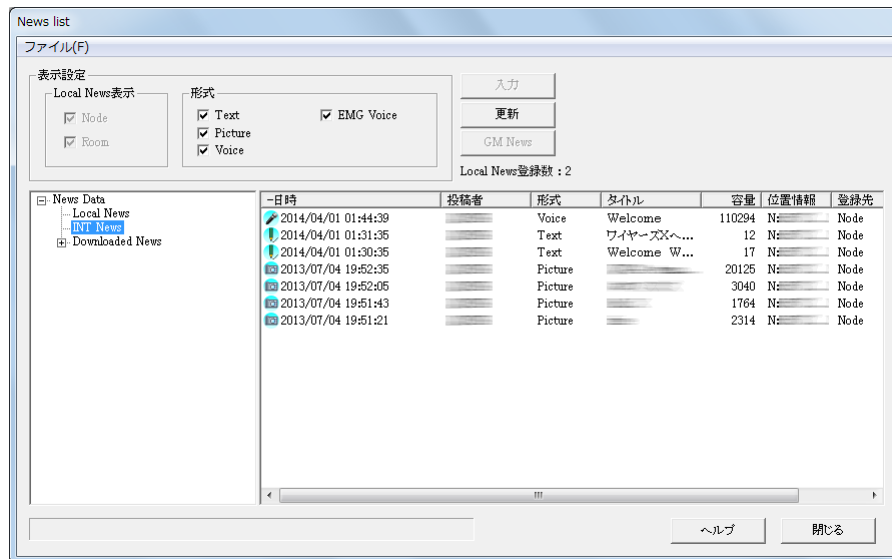 News list
ファイル(F)
表示設定
Local News表示
形式
Node
Room
Text
EMG Voice
Picture
Voice
入力
更新
GM News
Local News登録数：2
News Data
Local News
INT News
Downloaded News
-日時 投稿者 形式 タイトル 容量 位置情報 登録先
2014/04/01 01:44:39 Voice Welcome 110294 N: Node
2014/04/01 01:31:35 Text ワイヤーズXへ... 12 N: Node
2014/04/01 01:30:35 Text Welcome W... 17 N: Node
2013/07/04 19:52:35 Picture 20125 N: Node
2013/07/04 19:52:05 Picture 3040 N: Node
2013/07/04 19:51:43 Picture 1764 N: Node
2013/07/04 19:51:21 Picture 2314 N: Node
ヘルプ 閉じる